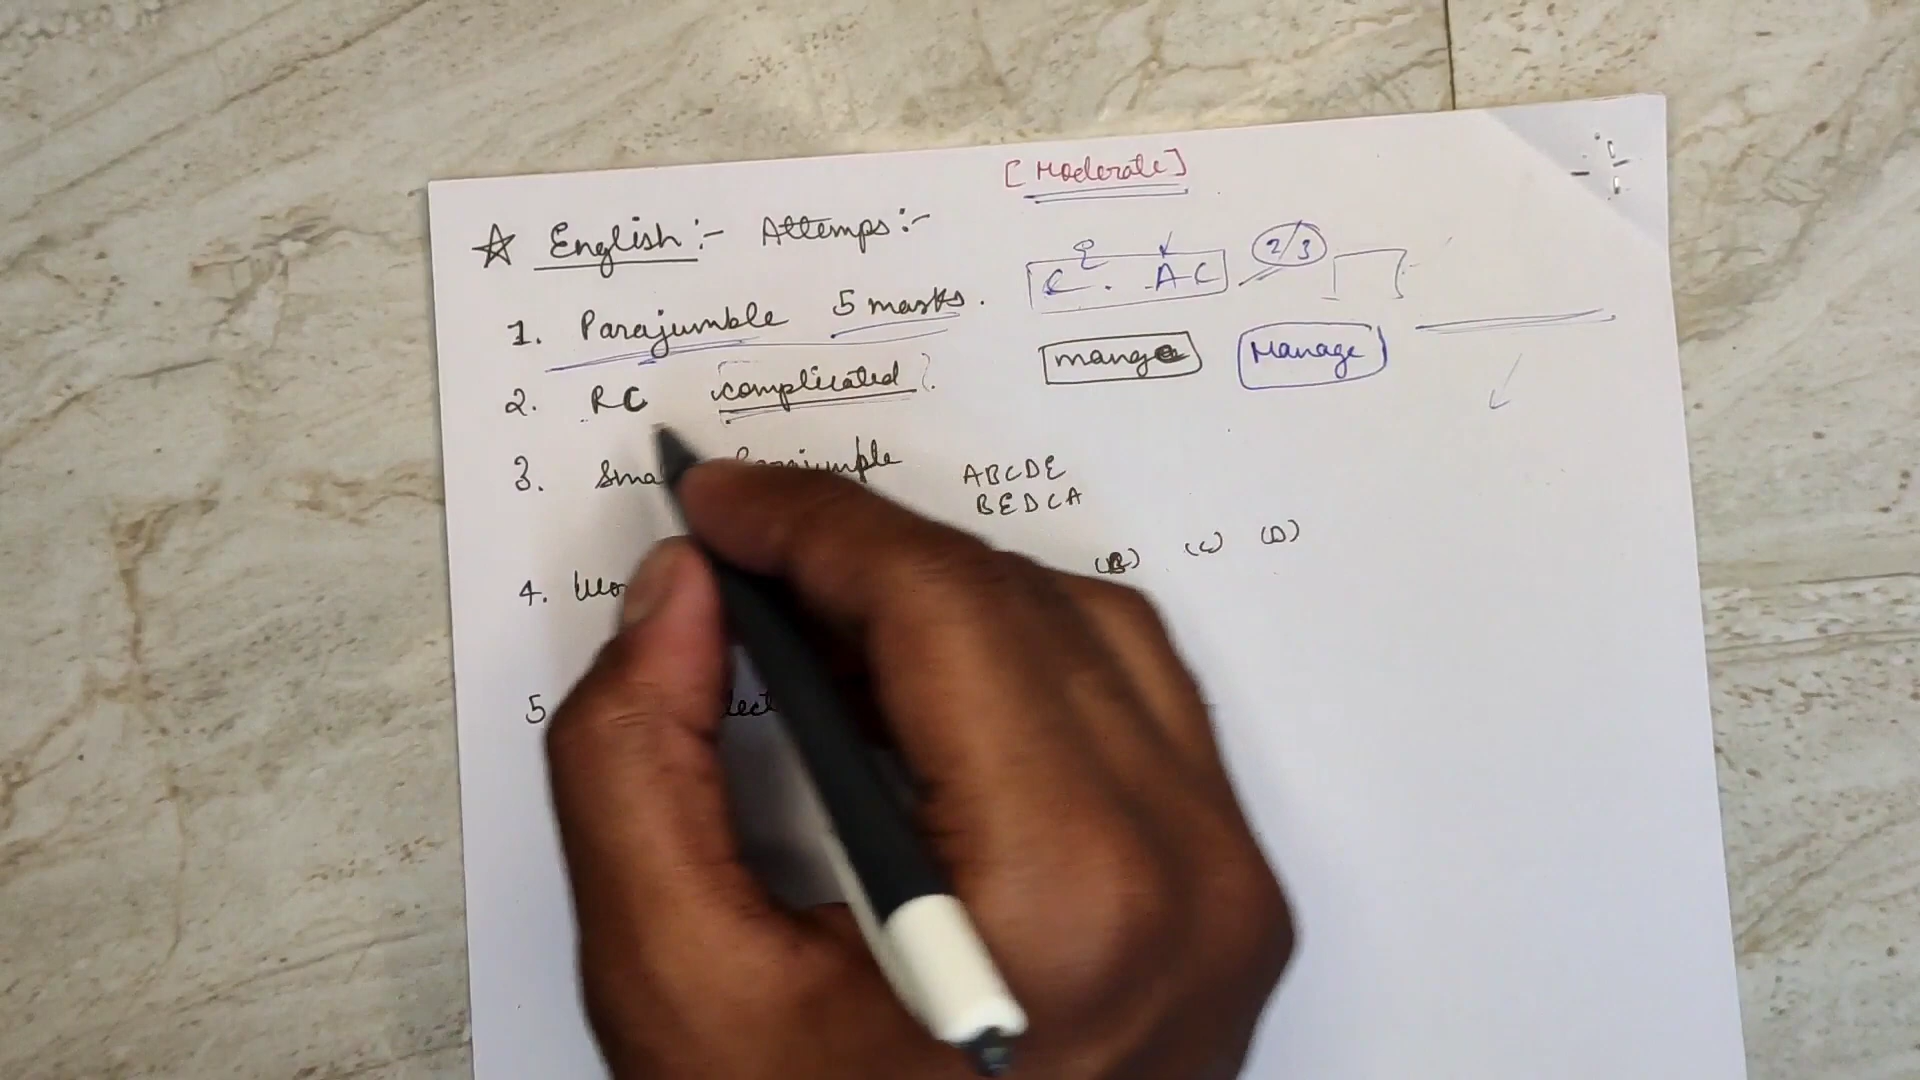 [Moderate]
☆ English:- Attemps:-
e
C. AC 2/3
1. Parajumble 5 marks.
mange Manage
2. RC complicated
3. Parajumple ABCDE
BEDCA
4. (B) (C) (D)
5